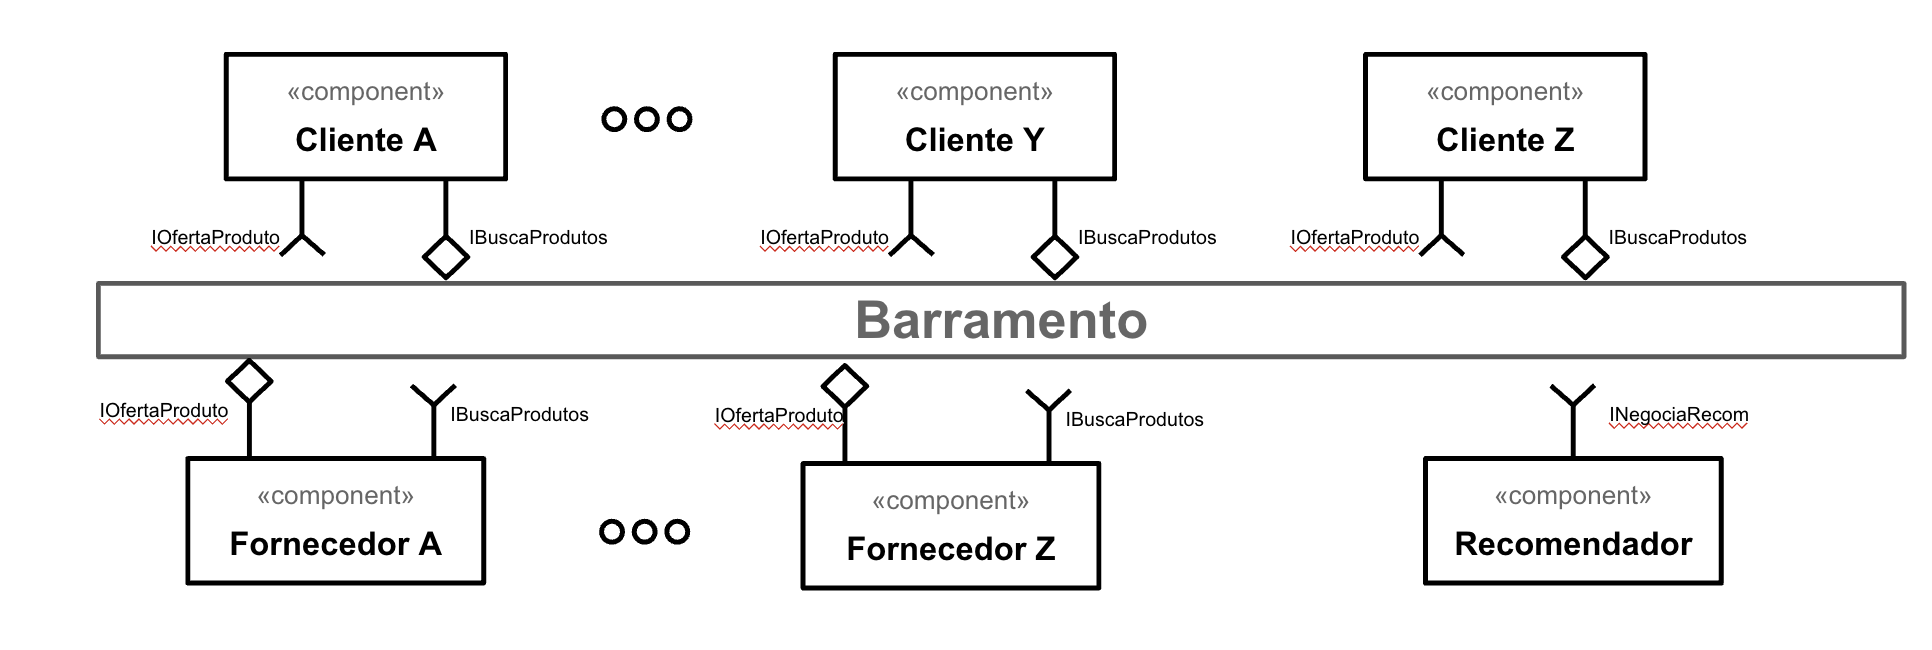 «component»
Cliente A
«component»
Cliente Y
«component»
Cliente Z
IOfertaProduto
IBuscaProdutos
IOfertaProduto
IBuscaProdutos
IOfertaProduto
IBuscaProdutos
Barramento
IOfertaProduto
IBuscaProdutos
IOfertaProduto
IBuscaProdutos
INegociaRecom
«component»
Fornecedor A
«component»
Fornecedor Z
«component»
Recomendador